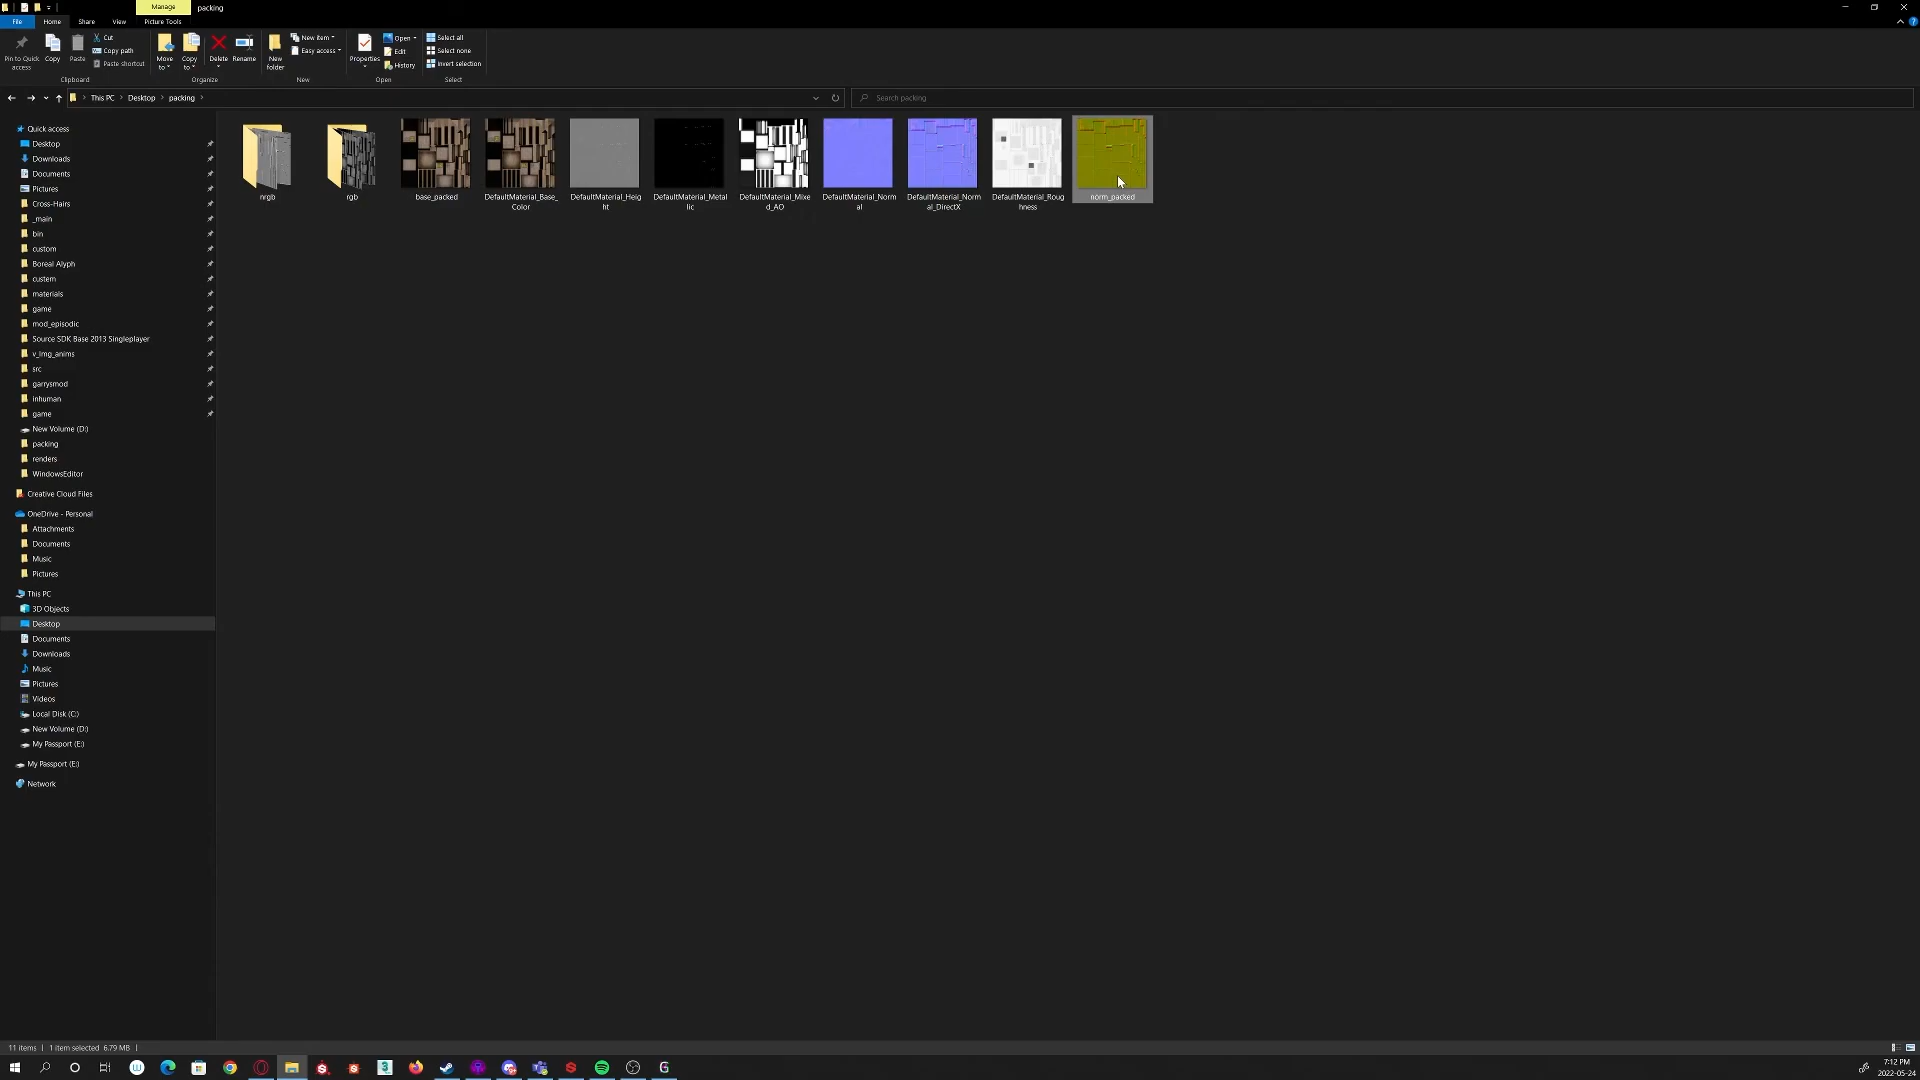 Manage
packing
File
Home
Share
View
Picture Tools
Pin to Quick access
Copy
Paste
Cut
Copy path
Paste shortcut
Clipboard
Move to
Copy to
Delete
Rename
Organize
New folder
New item
Easy access
New
Properties
Open
Edit
History
Open
Select all
Select none
Invert selection
Select
This PC
Desktop
packing
Search packing
Quick access
Desktop
Downloads
Documents
Pictures
Cross-Hairs
_main
bin
custom
Boreal Alyph
custem
materials
game
mod_episodic
Source SDK Base 2013 Singleplayer
v_lmg_anims
src
garrysmod
inhuman
game
New Volume (D:)
packing
renders
WindowsEditor
Creative Cloud Files
OneDrive - Personal
Attachments
Documents
Music
Pictures
This PC
3D Objects
Desktop
Documents
Downloads
Music
Pictures
Videos
Local Disk (C:)
New Volume (D:)
My Passport (E:)
My Passport (E:)
Network
nrgb
rgb
base_packed
DefaultMaterial_Base_
Color
DefaultMaterial_Heig
ht
DefaultMaterial_Metal
lic
DefaultMaterial_Mixe
d_AO
DefaultMaterial_Norm
al
DefaultMaterial_Norm
al_DirectX
DefaultMaterial_Roug
hness
norm_packed
11 items
1 item selected 6.79 MB
7:12 PM
2022-05-24